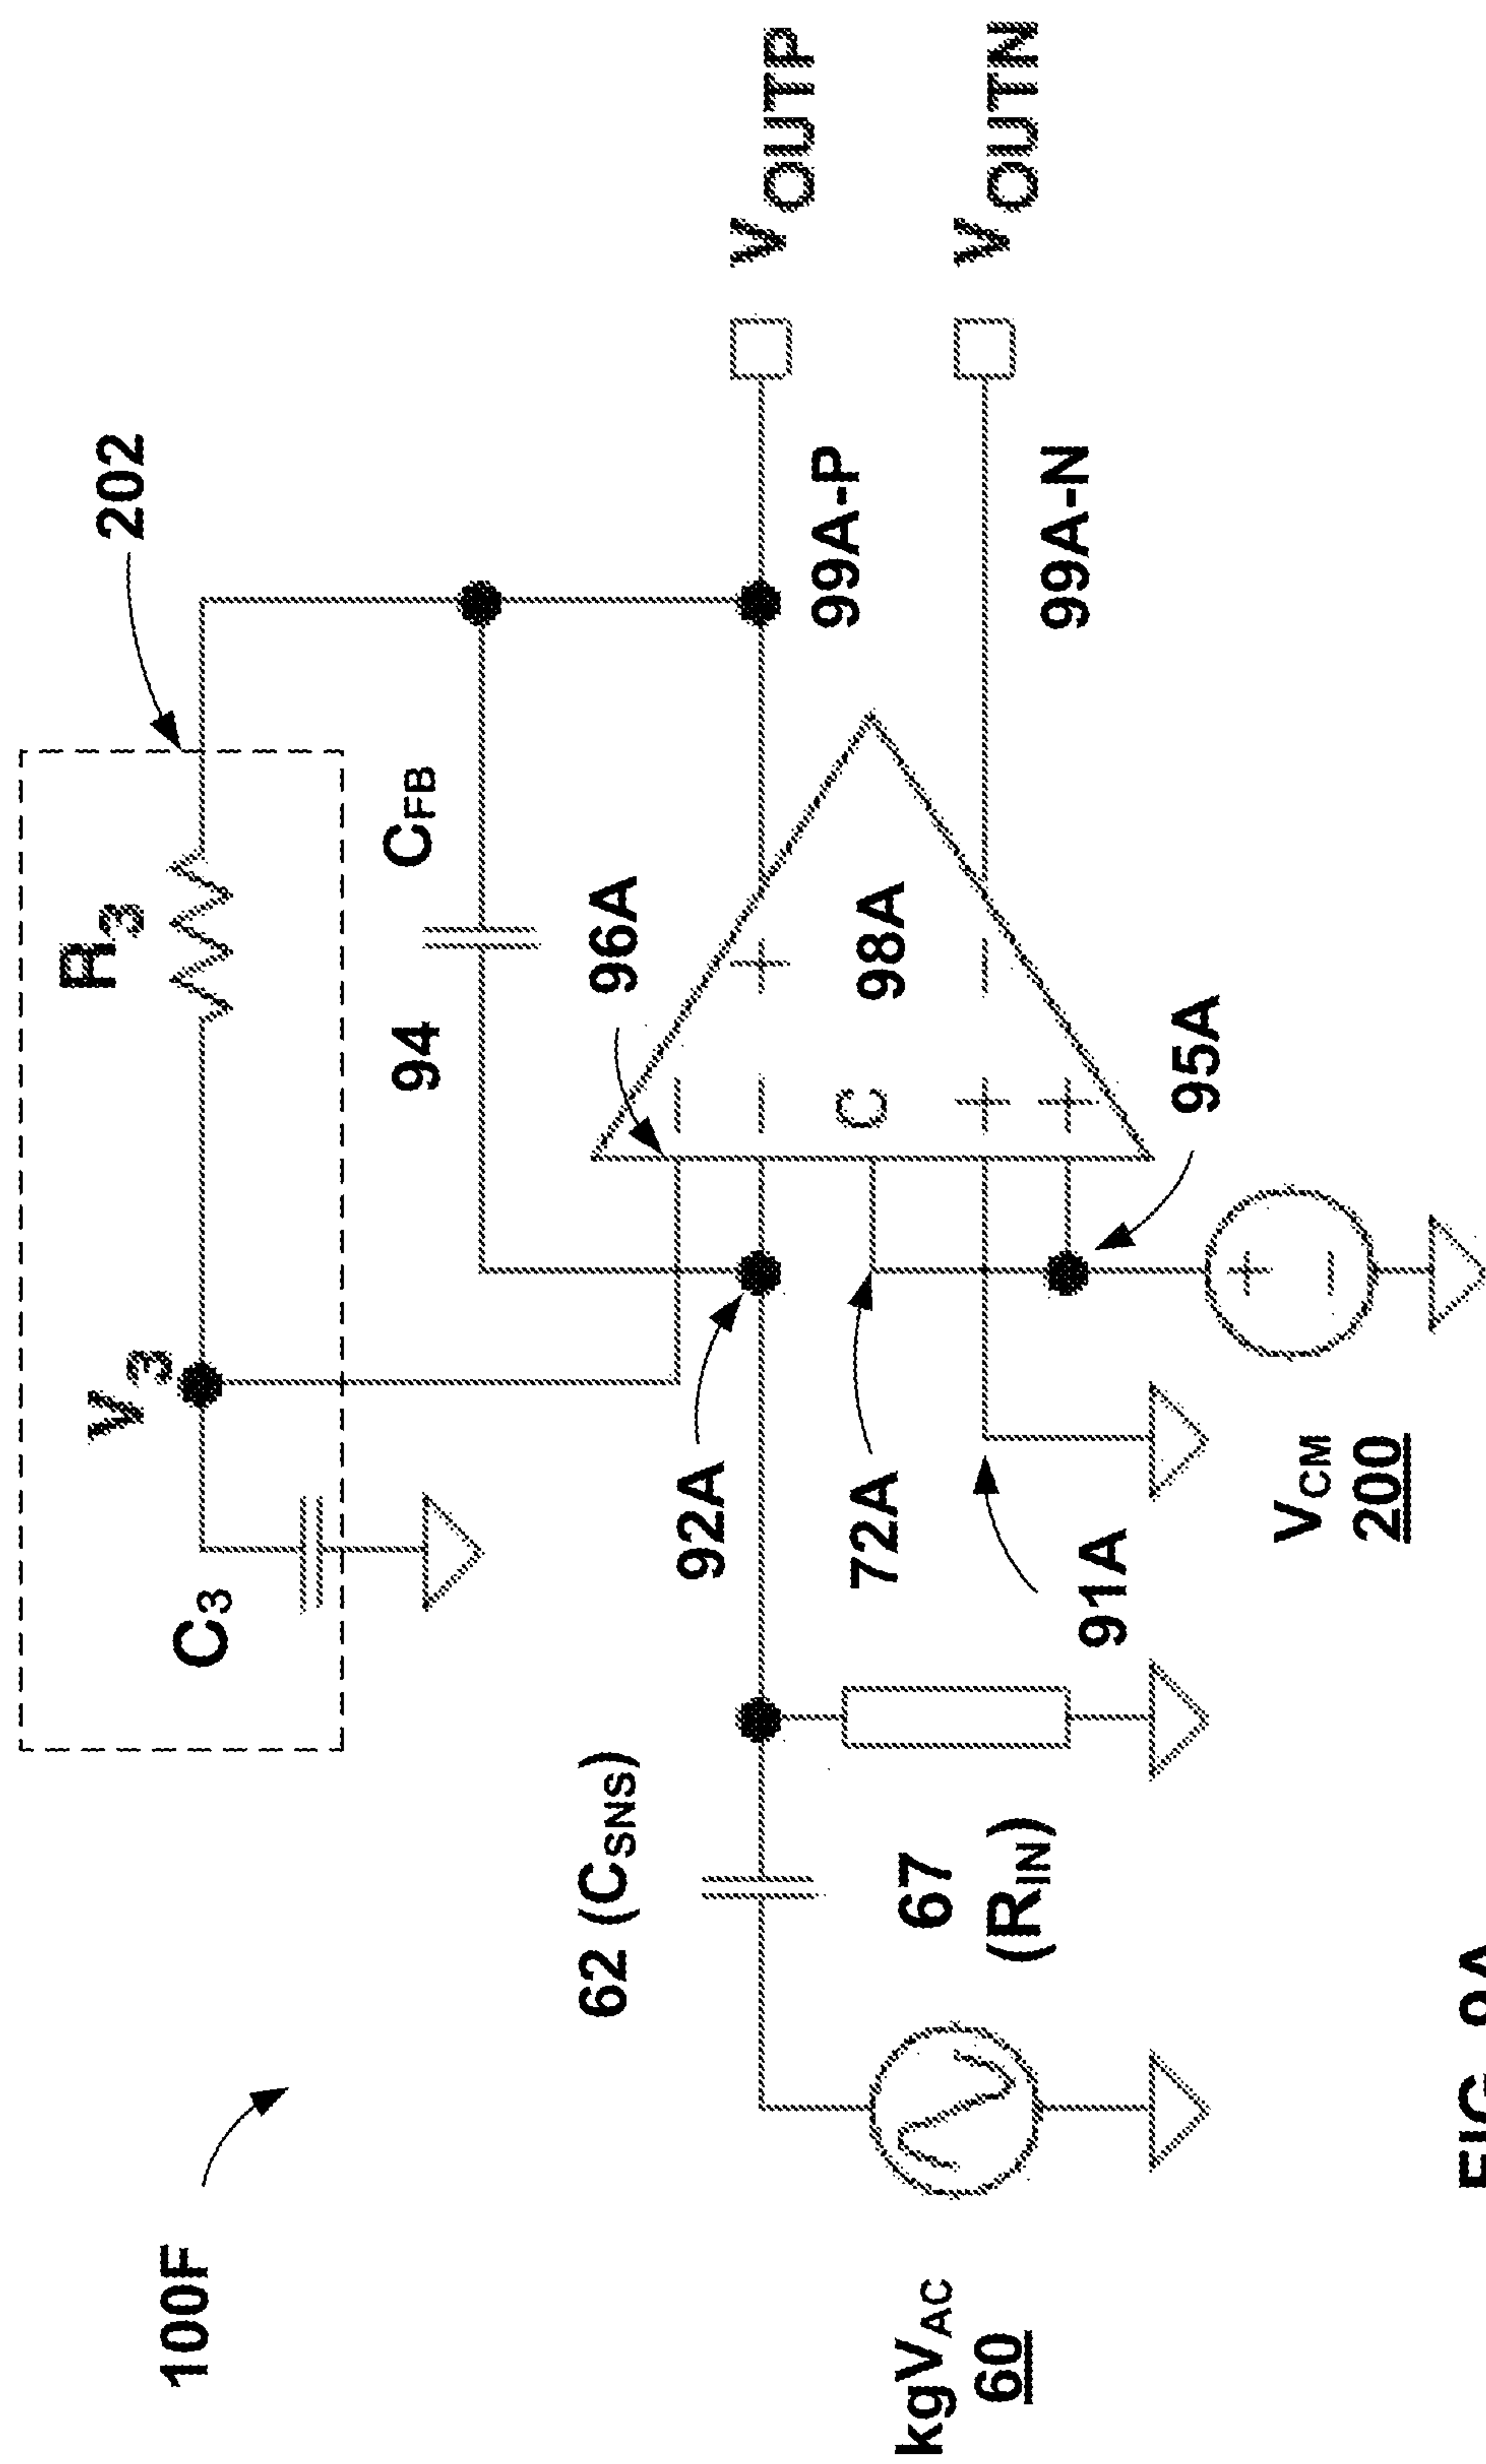 100F
202
R3
V3
C3
CFB
94
96A
62 (CSNS)
92A
98A
C
VOUTP
99A-P
67
(RIN)
72A
kgVAC
60
91A
95A
99A-N
VOUTN
VCM
200